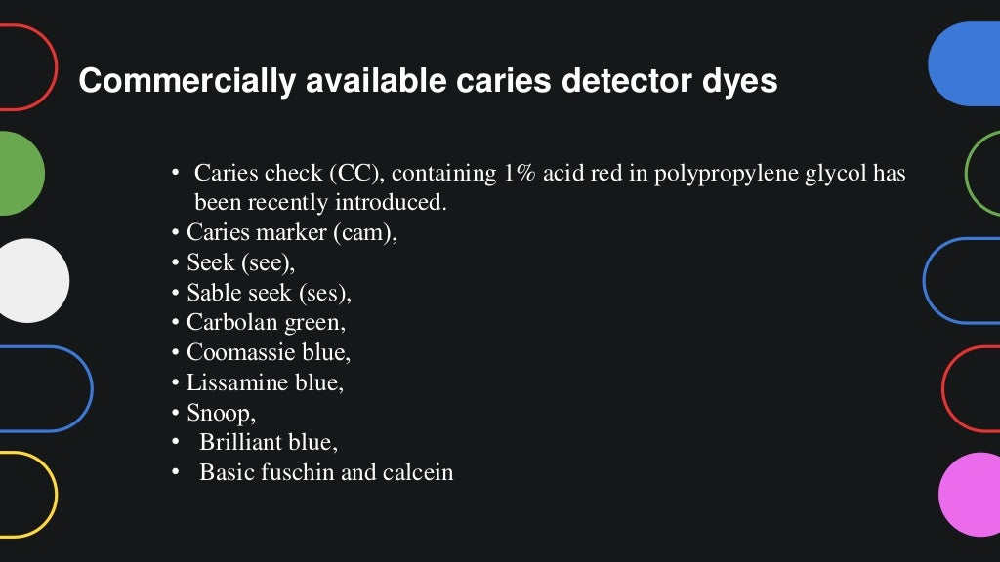 Commercially available caries detector dyes
• Caries check (CC), containing 1% acid red in polypropylene glycol has
been recently introduced.
• Caries marker (cam),
• Seek (see),
• Sable seek (ses),
• Carbolan green,
• Coomassie blue,
• Lissamine blue,
• Snoop,
• Brilliant blue,
• Basic fuschin and calcein